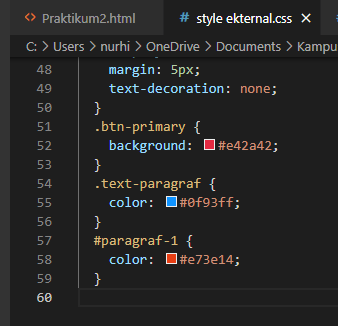 Praktikum2.html
# style ekternal.css
C: > Users > nurhi > OneDrive > Documents > Kampu
48 margin: 5px;
49 text-decoration: none;
50 }
51 .btn-primary {
52 background: #e42a42;
53 }
54 .text-paragraf {
55 color: #0f93ff;
56 }
57 #paragraf-1 {
58 color: #e73e14;
59 }
60